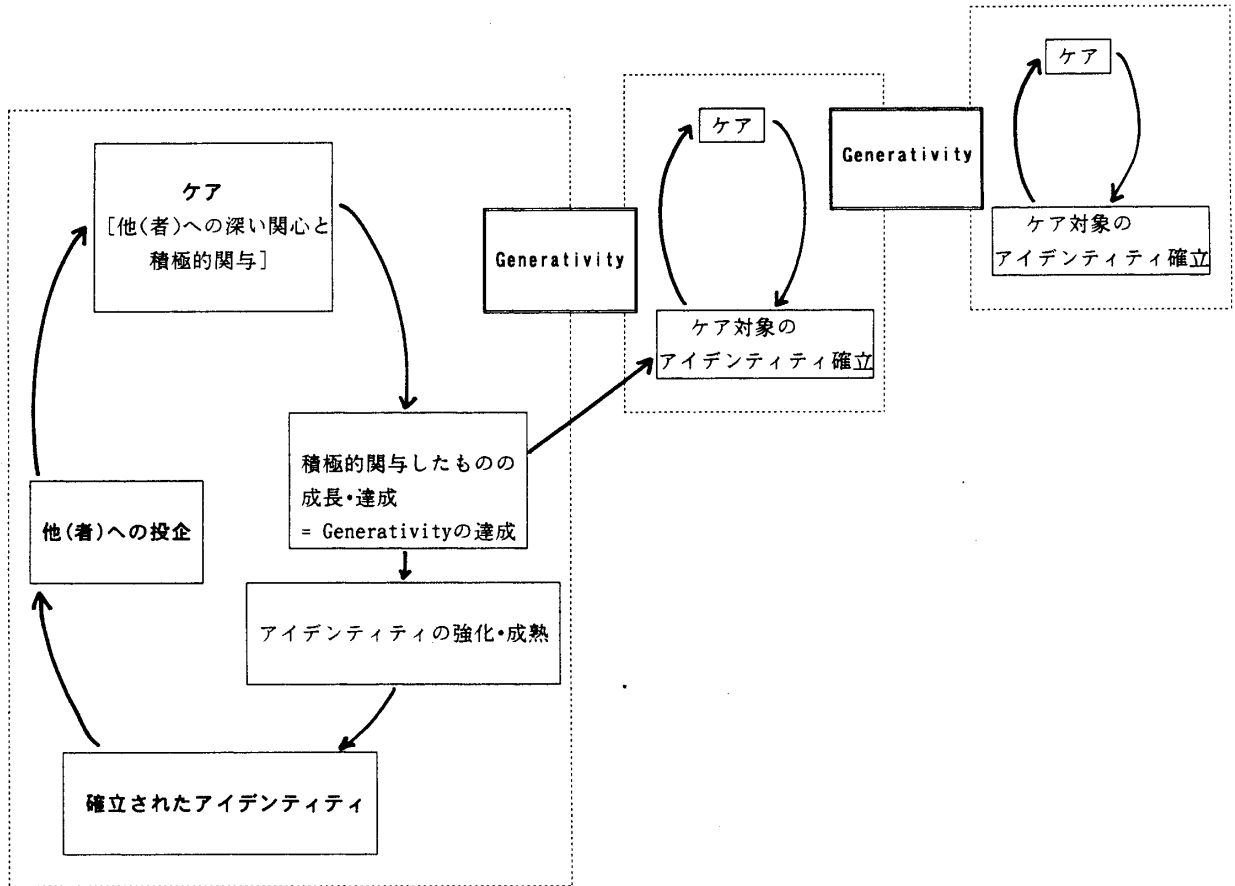 ケア
[他(者)への深い関心と
積極的関与]
Generativity
積極的関与したものの
成長・達成
= Generativityの達成
他(者)への投企
アイデンティティの強化・成熟
確立されたアイデンティティ
ケア
ケア対象の
アイデンティティ確立
Generativity
ケア
ケア対象の
アイデンティティ確立